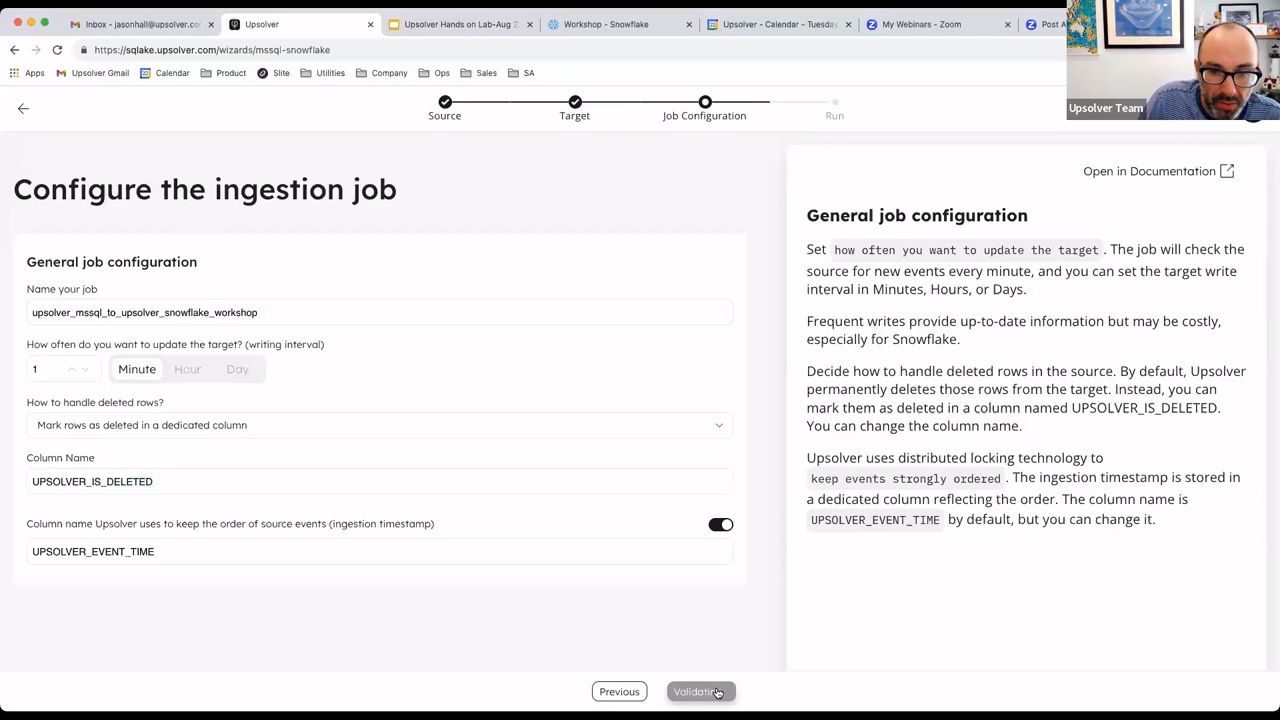 Inbox - jasonhall@upsolver.co
Upsolver
Upsolver Hands on Lab-Aug 2
Workshop - Snowflake
Upsolver - Calendar - Tuesday
My Webinars - Zoom
Post A
https://sqlake.upsolver.com/wizards/mssql-snowflake
Apps
Upsolver Gmail
Calendar
Product
Slite
Utilities
Company
Ops
Sales
SA
Upsolver Team
Source
Target
Job Configuration
Run
Configure the ingestion job
General job configuration
Name your job
upsolver_mssql_to_upsolver_snowflake_workshop
How often do you want to update the target? (writing interval)
1
Minute
Hour
Day
How to handle deleted rows?
Mark rows as deleted in a dedicated column
Column Name
UPSOLVER_IS_DELETED
Column name Upsolver uses to keep the order of source events (ingestion timestamp)
UPSOLVER_EVENT_TIME
Open in Documentation
General job configuration
Set how often you want to update the target. The job will check the
source for new events every minute, and you can set the target write
interval in Minutes, Hours, or Days.
Frequent writes provide up-to-date information but may be costly,
especially for Snowflake.
Decide how to handle deleted rows in the source. By default, Upsolver
permanently deletes those rows from the target. Instead, you can
mark them as deleted in a column named UPSOLVER_IS_DELETED.
You can change the column name.
Upsolver uses distributed locking technology to
keep events strongly ordered. The ingestion timestamp is stored in
a dedicated column reflecting the order. The column name is
UPSOLVER_EVENT_TIME by default, but you can change it.
Previous